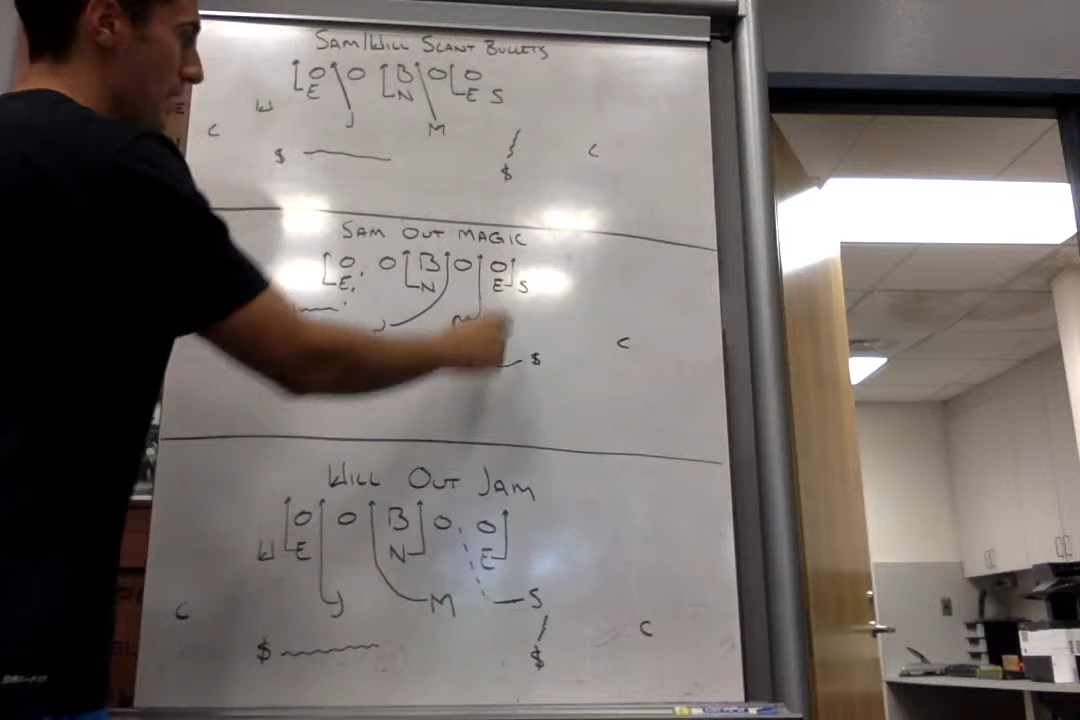 SAM/WILL SLANT BULLETS
O O B O O
E N E S
W
J M
C $ $ C
SAM OUT MAGIC
O O B O O
E N E S
J M
$ C
WILL OUT JAM
O O B O O
W E N E
J M S
C C
$ $